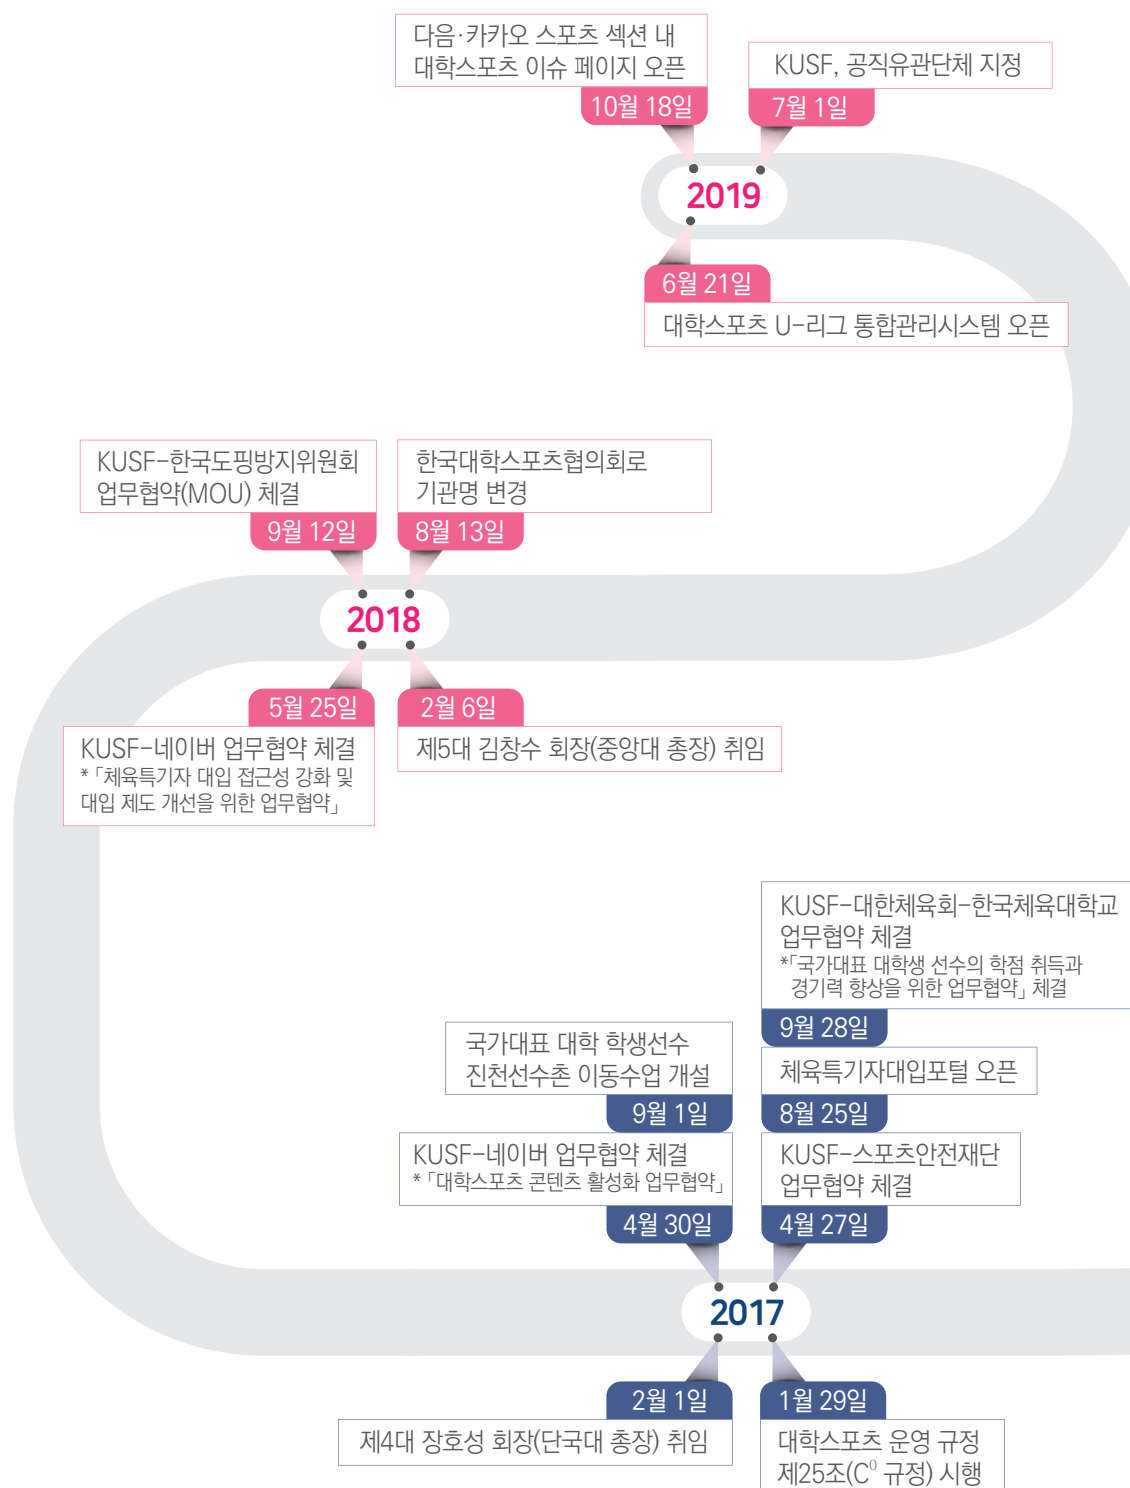 다음·카카오 스포츠 섹션 내
대학스포츠 이슈 페이지 오픈
10월 18일
KUSF, 공직유관단체 지정
7월 1일
2019
6월 21일
대학스포츠 U-리그 통합관리시스템 오픈
KUSF-한국도핑방지위원회
업무협약(MOU) 체결
9월 12일
한국대학스포츠협의회로
기관명 변경
8월 13일
2018
5월 25일
KUSF-네이버 업무협약 체결
*「체육특기자 대입 접근성 강화 및
대입 제도 개선을 위한 업무협약」
2월 6일
제5대 김창수 회장(중앙대 총장) 취임
KUSF-대한체육회-한국체육대학교
업무협약 체결
*「국가대표 대학생 선수의 학점 취득과
경기력 향상을 위한 업무협약」 체결
9월 28일
국가대표 대학 학생선수
진천선수촌 이동수업 개설
9월 1일
체육특기자대입포털 오픈
8월 25일
KUSF-네이버 업무협약 체결
*「대학스포츠 콘텐츠 활성화 업무협약」
4월 30일
KUSF-스포츠안전재단
업무협약 체결
4월 27일
2017
2월 1일
제4대 장호성 회장(단국대 총장) 취임
1월 29일
대학스포츠 운영 규정
제25조(C⁰ 규정) 시행